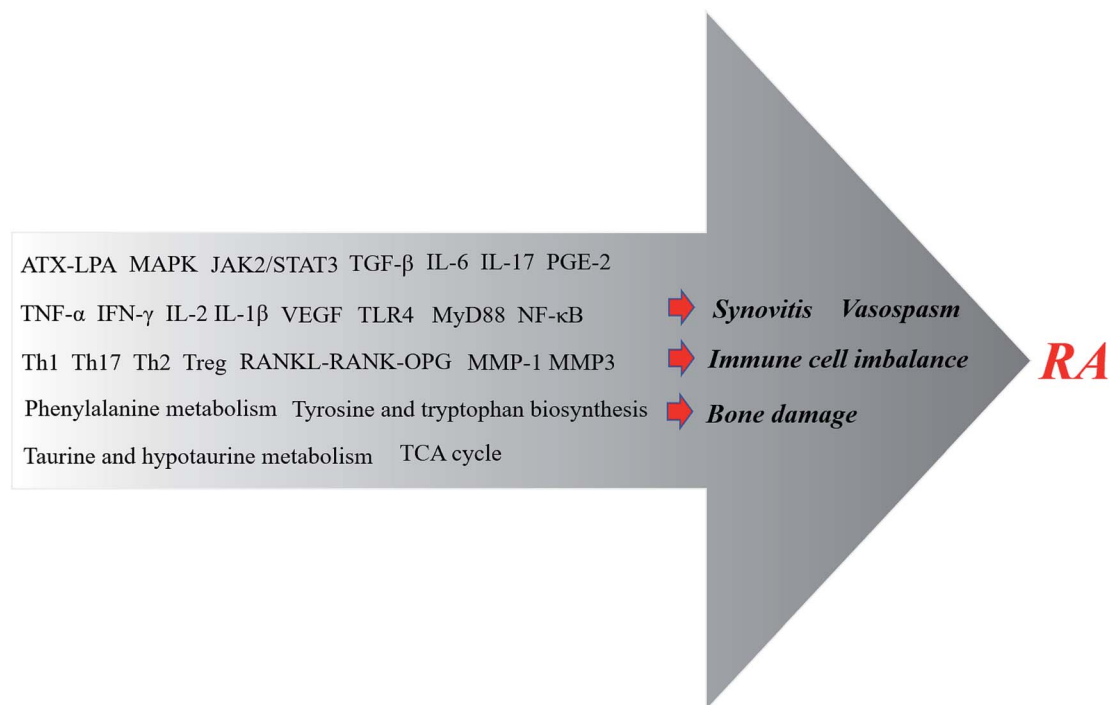 ATX-LPA MAPK JAK2/STAT3 TGF-β IL-6 IL-17 PGE-2
TNF-α IFN-γ IL-2 IL-1β VEGF TLR4 MyD88 NF-κB
Synovitis Vasospasm
Th1 Th17 Th2 Treg RANKL-RANK-OPG MMP-1 MMP3
Immune cell imbalance
RA
Phenylalanine metabolism Tyrosine and tryptophan biosynthesis
Bone damage
Taurine and hypotaurine metabolism TCA cycle